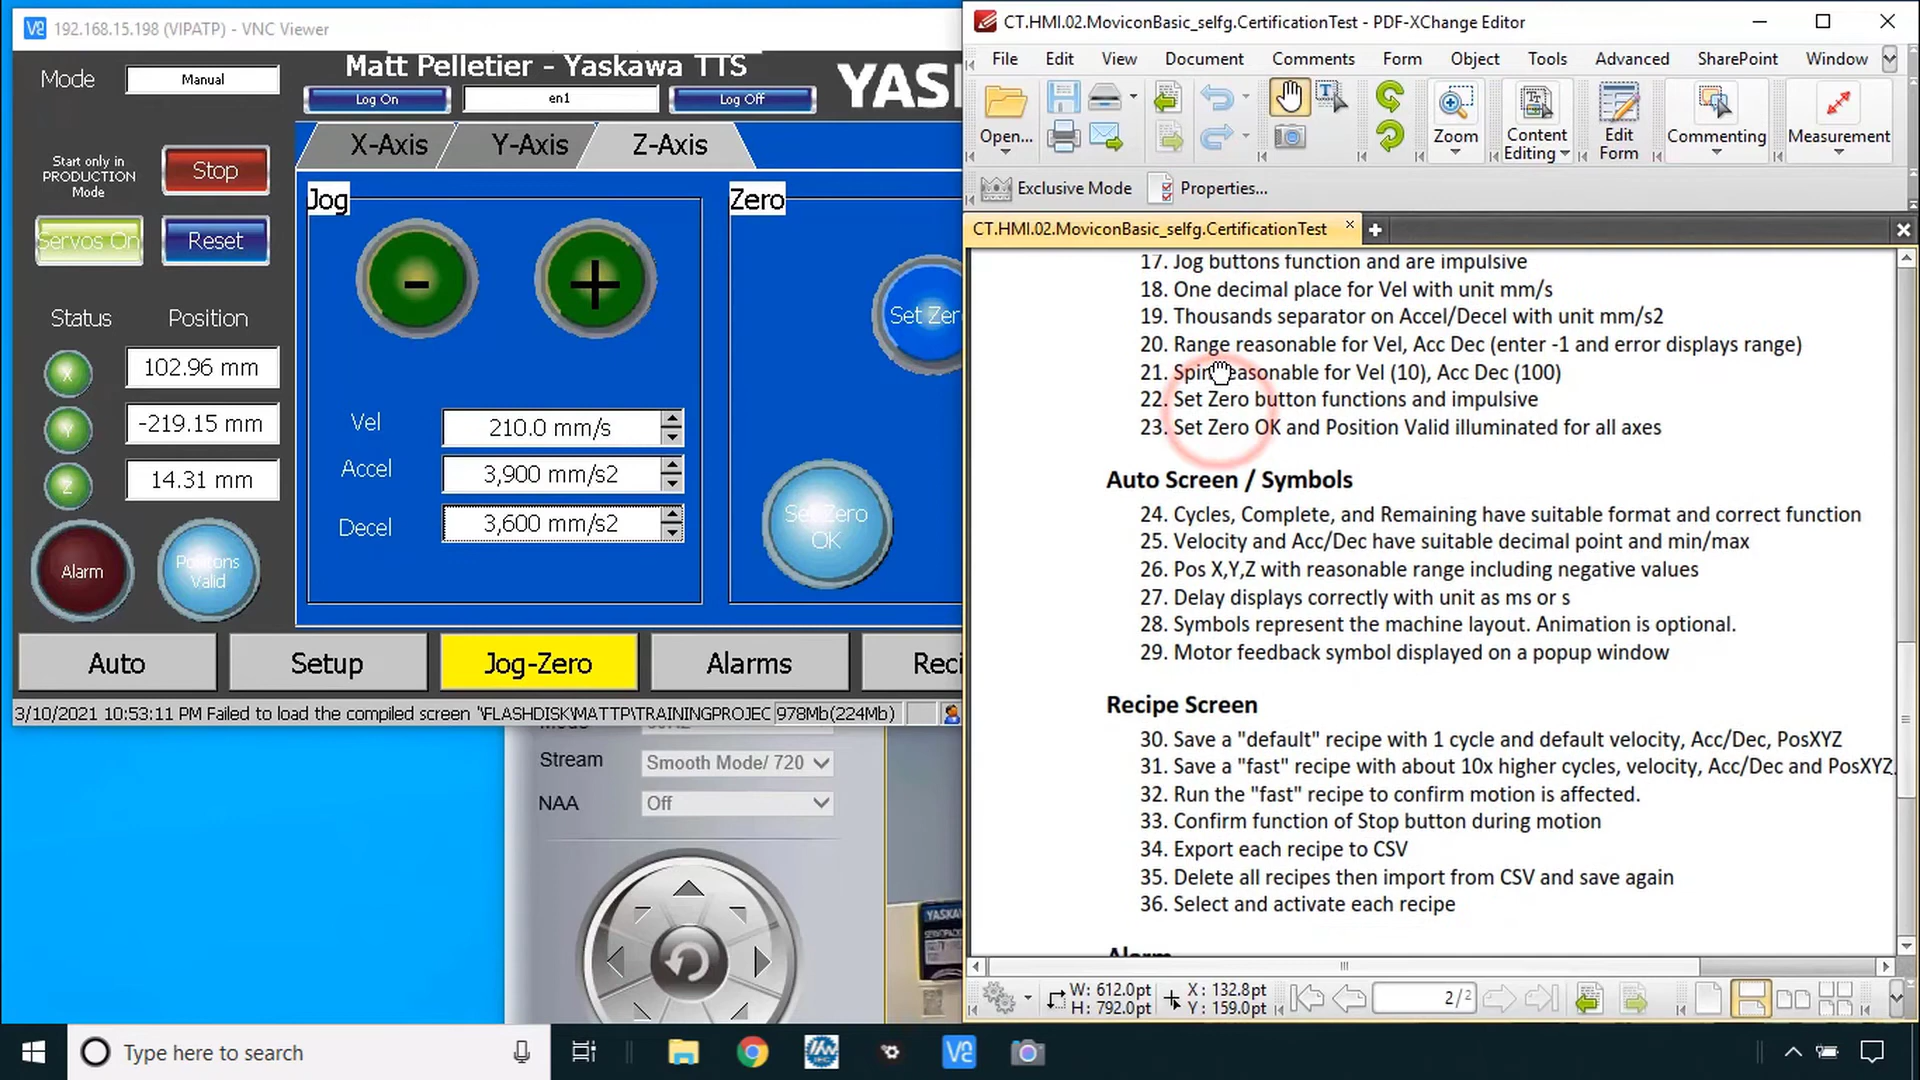 192.168.15.198 (VIPATP) - VNC Viewer
Mode
Manual
Matt Pelletier - Yaskawa TTS
Log On
en1
Log Off
YAS
Start only in
PRODUCTION
Mode
Stop
Servos On
Reset
X-Axis
Y-Axis
Z-Axis
Jog
Zero
-
+
Set Zer
Status
Position
X
102.96 mm
Y
-219.15 mm
Z
14.31 mm
Vel
210.0 mm/s
Accel
3,900 mm/s2
Decel
3,600 mm/s2
Set Zero
OK
Alarm
Positons
Valid
Auto
Setup
Jog-Zero
Alarms
Reci
3/10/2021 10:53:11 PM Failed to load the compiled screen '\FLASHDISK\MATTP\TRAININGPROJEC
978Mb(224Mb)
Stream
Smooth Mode/ 720
NAA
Off
YASKAW
CT.HMI.02.MoviconBasic_selfg.CertificationTest - PDF-XChange Editor
File
Edit
View
Document
Comments
Form
Object
Tools
Advanced
SharePoint
Window
Open...
Zoom
Content
Editing
Edit
Form
Commenting
Measurement
Exclusive Mode
Properties...
CT.HMI.02.MoviconBasic_selfg.CertificationTest
17. Jog buttons function and are impulsive
18. One decimal place for Vel with unit mm/s
19. Thousands separator on Accel/Decel with unit mm/s2
20. Range reasonable for Vel, Acc Dec (enter -1 and error displays range)
21. Spin reasonable for Vel (10), Acc Dec (100)
22. Set Zero button functions and impulsive
23. Set Zero OK and Position Valid illuminated for all axes
Auto Screen / Symbols
24. Cycles, Complete, and Remaining have suitable format and correct function
25. Velocity and Acc/Dec have suitable decimal point and min/max
26. Pos X,Y,Z with reasonable range including negative values
27. Delay displays correctly with unit as ms or s
28. Symbols represent the machine layout. Animation is optional.
29. Motor feedback symbol displayed on a popup window
Recipe Screen
30. Save a "default" recipe with 1 cycle and default velocity, Acc/Dec, PosXYZ
31. Save a "fast" recipe with about 10x higher cycles, velocity, Acc/Dec and PosXYZ.
32. Run the "fast" recipe to confirm motion is affected.
33. Confirm function of Stop button during motion
34. Export each recipe to CSV
35. Delete all recipes then import from CSV and save again
36. Select and activate each recipe
Alarm
W: 612.0pt
H: 792.0pt
X: 132.8pt
Y: 159.0pt
2/2
Type here to search